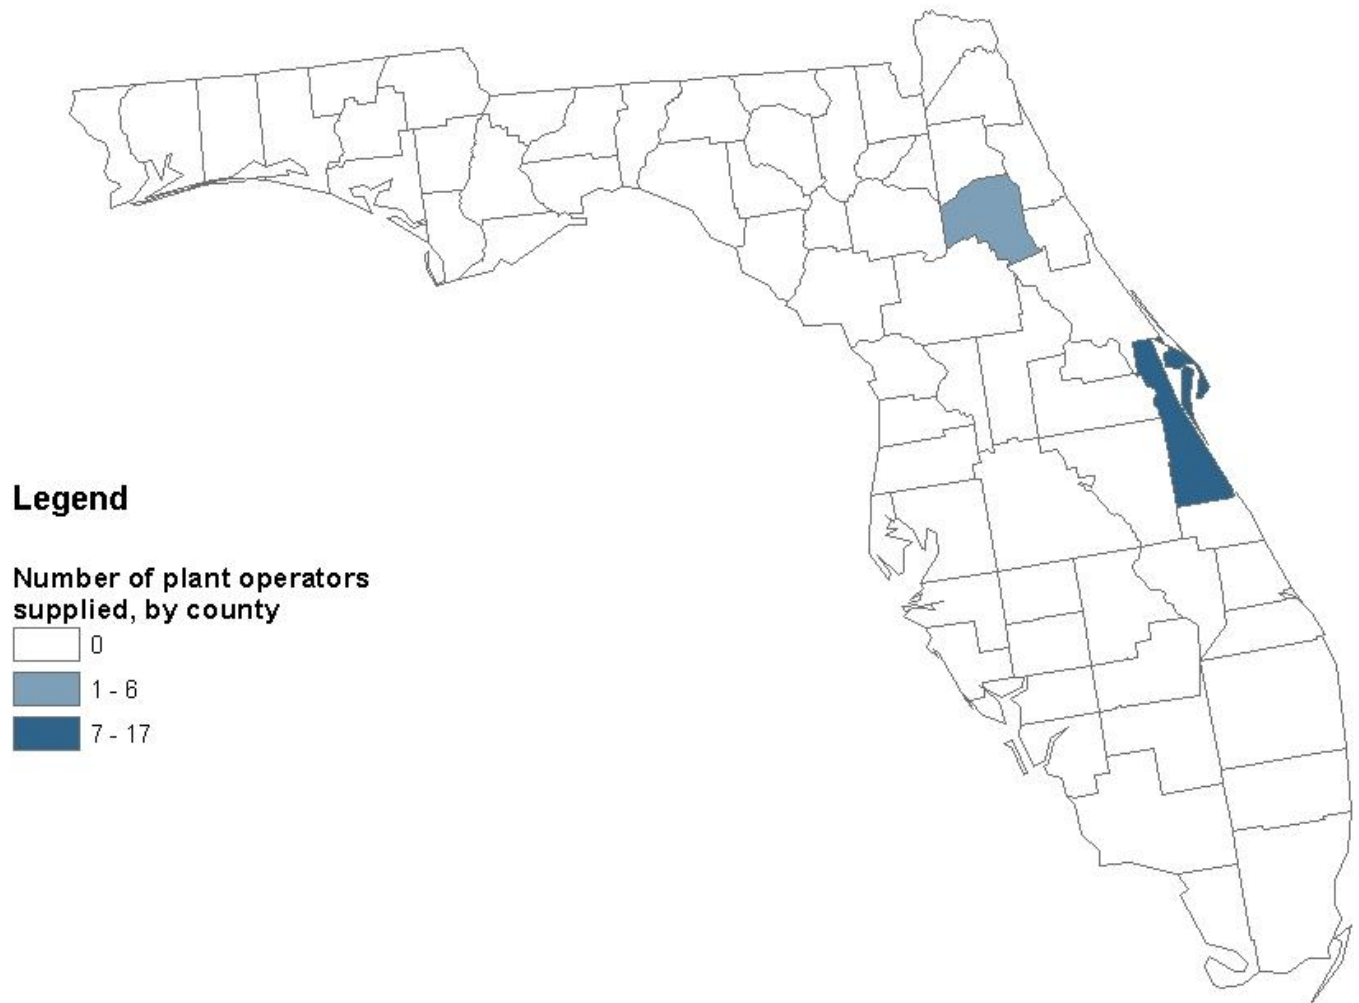 Legend
Number of plant operators
supplied, by county
0
1 - 6
7 - 17